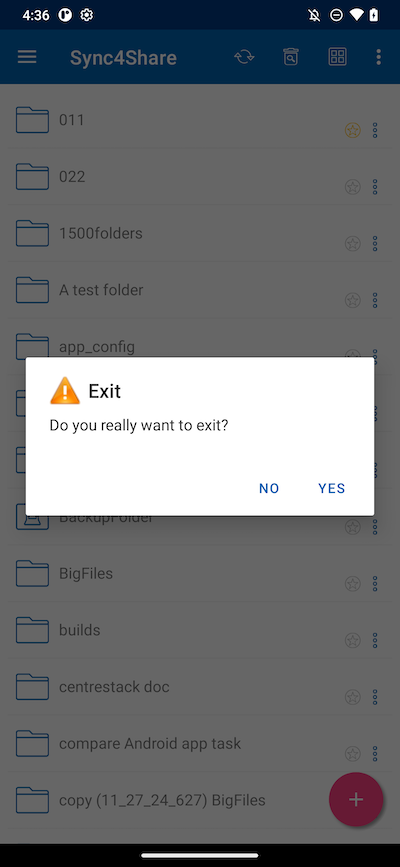 4:36
Sync4Share
011
022
1500folders
A test folder
app_config
Exit
Do you really want to exit?
NO YES
BackupFolder
BigFiles
builds
centrestack doc
compare Android app task
copy (11_27_24_627) BigFiles